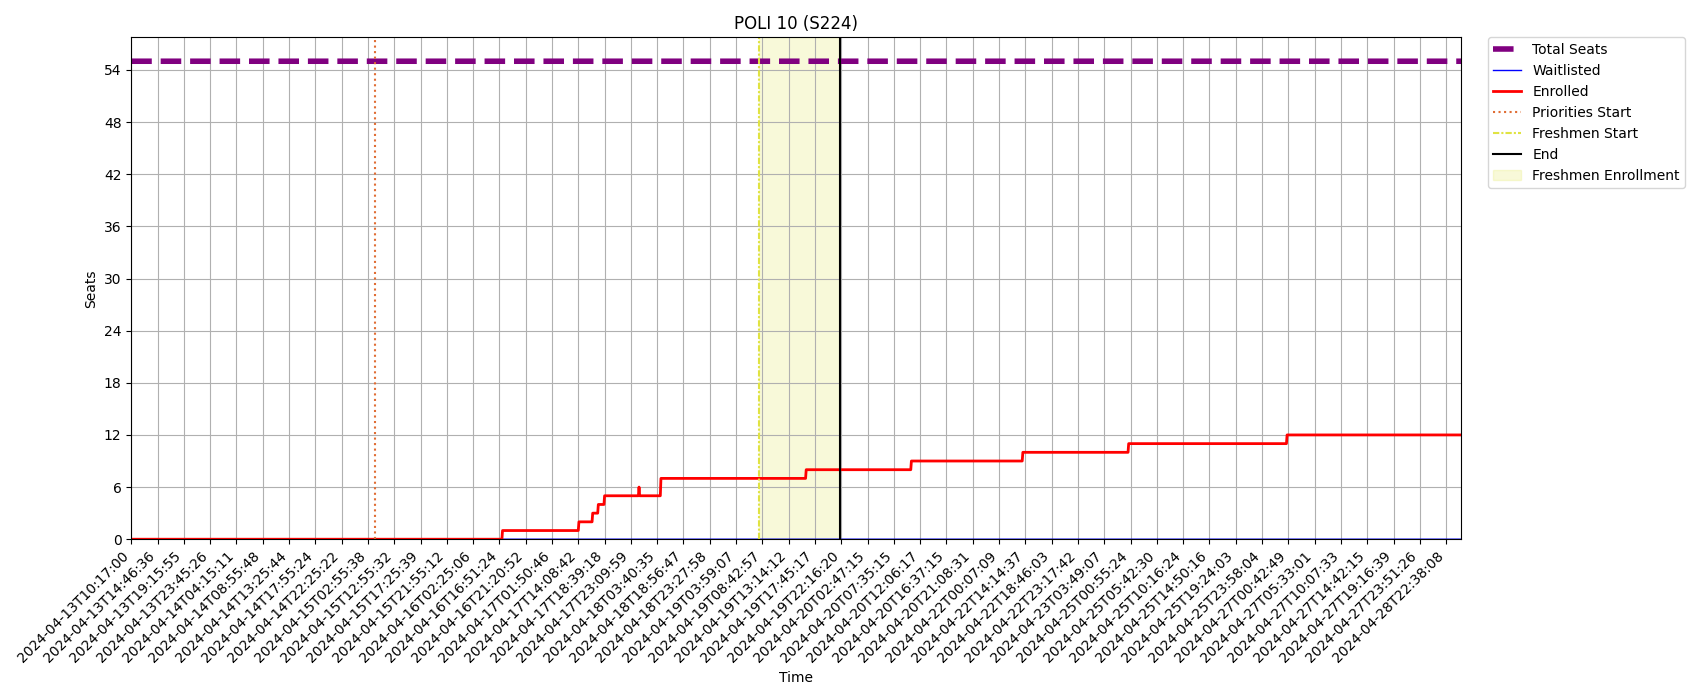 POLI 10 (S224)
Total Seats
Waitlisted
Enrolled
Priorities Start
Freshmen Start
End
Freshmen Enrollment
Seats
54
48
42
36
30
24
18
12
6
0
2024-04-13T10:17:00
2024-04-13T14:46:36
2024-04-13T19:15:55
2024-04-13T23:45:26
2024-04-14T04:15:11
2024-04-14T08:55:48
2024-04-14T13:25:44
2024-04-14T17:55:24
2024-04-14T22:25:22
2024-04-15T02:55:38
2024-04-15T12:55:32
2024-04-15T17:25:39
2024-04-15T21:55:12
2024-04-16T02:25:06
2024-04-16T16:51:24
2024-04-16T21:20:52
2024-04-17T01:50:46
2024-04-17T14:08:42
2024-04-17T18:39:18
2024-04-17T23:09:59
2024-04-18T03:40:35
2024-04-18T18:56:47
2024-04-18T23:27:58
2024-04-19T03:59:07
2024-04-19T08:42:57
2024-04-19T13:14:12
2024-04-19T17:45:17
2024-04-19T22:16:20
2024-04-20T02:47:15
2024-04-20T07:35:15
2024-04-20T12:06:17
2024-04-20T16:37:15
2024-04-20T21:08:31
2024-04-22T00:07:09
2024-04-22T14:14:37
2024-04-22T18:46:03
2024-04-22T23:17:42
2024-04-23T03:49:07
2024-04-25T00:55:24
2024-04-25T05:42:30
2024-04-25T10:16:24
2024-04-25T14:50:16
2024-04-25T19:24:03
2024-04-25T23:58:04
2024-04-27T00:42:49
2024-04-27T05:33:01
2024-04-27T10:07:33
2024-04-27T14:42:15
2024-04-27T19:16:39
2024-04-27T23:51:26
2024-04-28T22:38:08
Time